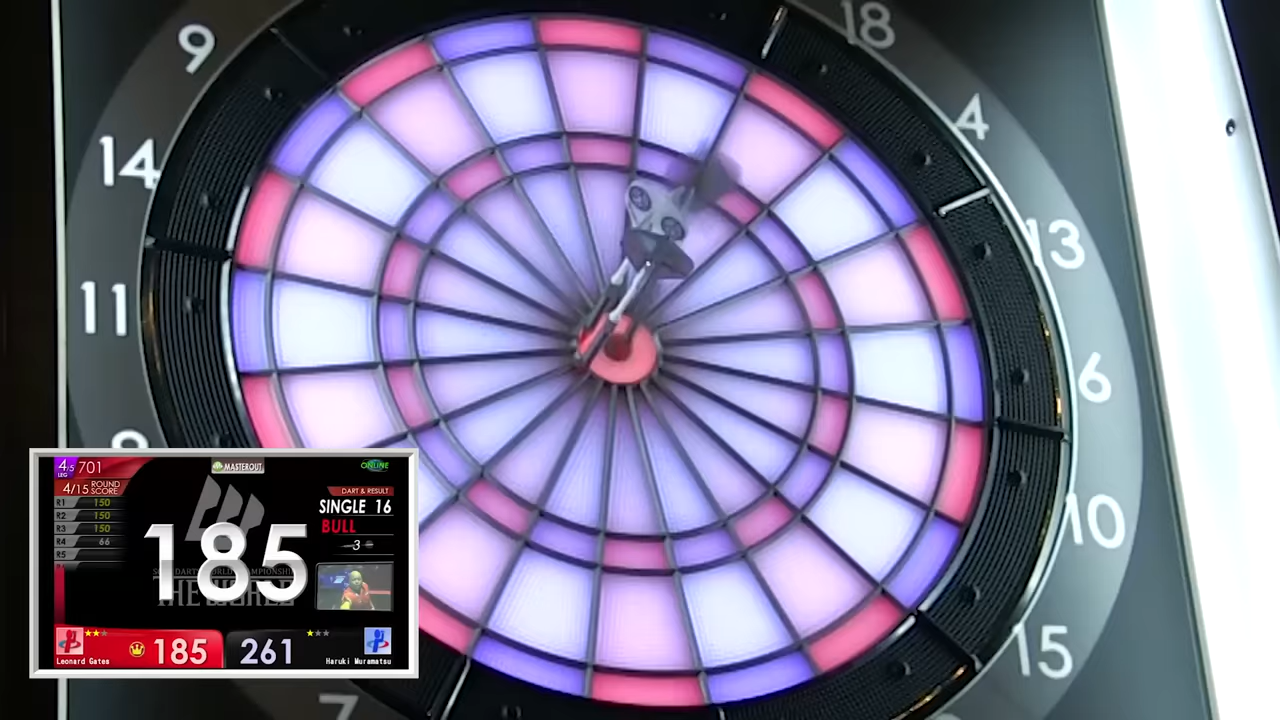 18
9
4
14
13
11
6
10
15
7
4/5 LEG 701
MASTEROUT
ONLINE
4/15 ROUND SCORE
R1 150
R2 150
R3 150
R4 66
R5
185
DART & RESULT
SINGLE 16
BULL
3
THE WORLD
185
261
Leonard Gates
Haruki Muramatsu